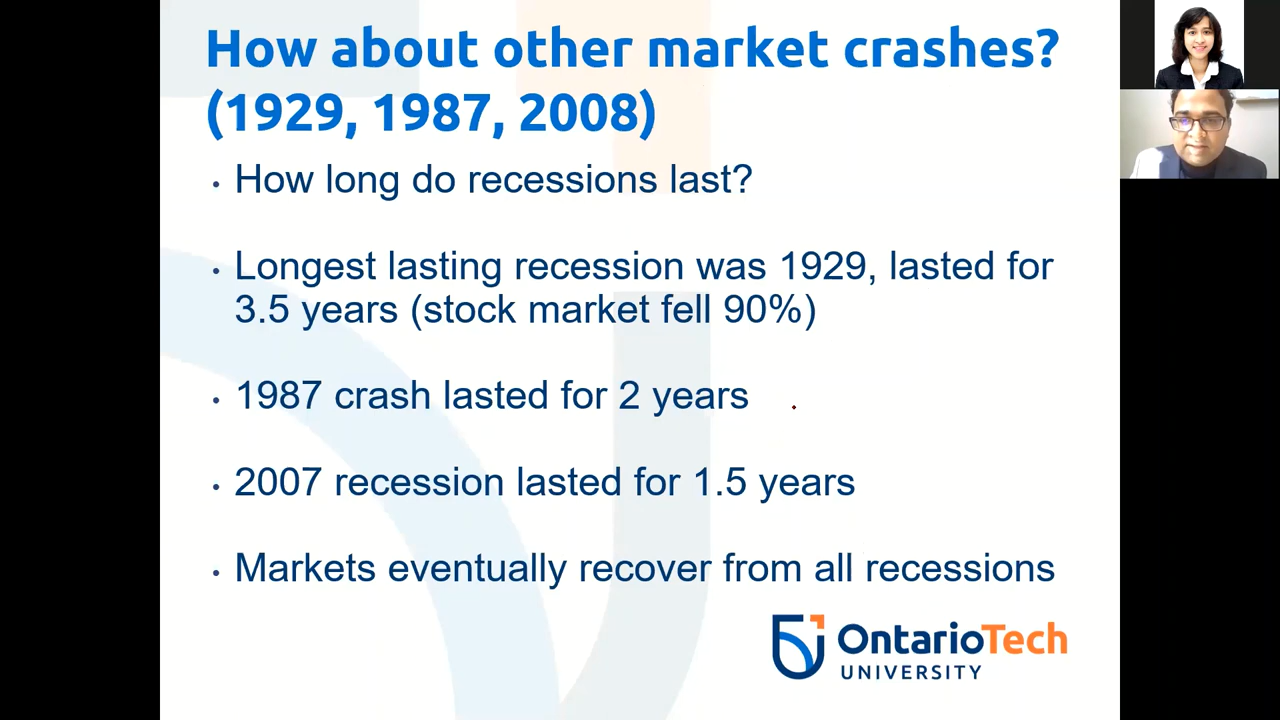 How about other market crashes?
(1929, 1987, 2008)
• How long do recessions last?
• Longest lasting recession was 1929, lasted for
3.5 years (stock market fell 90%)
• 1987 crash lasted for 2 years
• 2007 recession lasted for 1.5 years
• Markets eventually recover from all recessions
OntarioTech
UNIVERSITY